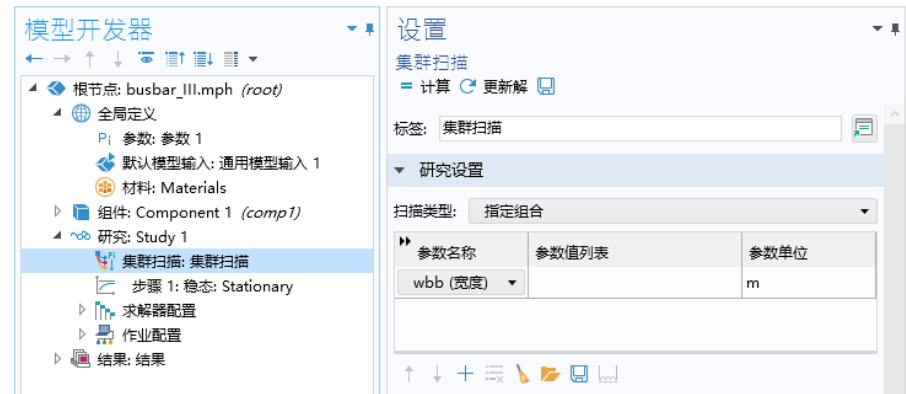 模型开发器
根节点: busbar_III.mph (root)
全局定义
Pi 参数: 参数 1
默认模型输入: 通用模型输入 1
材料: Materials
组件: Component 1 (comp1)
研究: Study 1
集群扫描: 集群扫描
步骤 1: 稳态: Stationary
求解器配置
作业配置
结果: 结果
设置
集群扫描
= 计算 更新解
标签: 集群扫描
研究设置
扫描类型: 指定组合
参数名称 参数值列表 参数单位
wbb (宽度) m